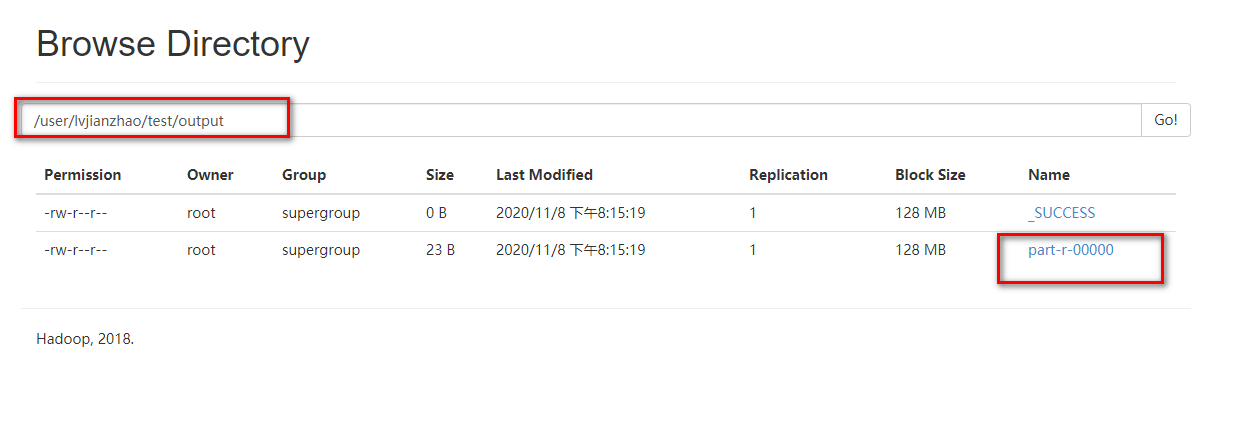 Browse Directory
/user/lvjianzhao/test/output Go!
Permission Owner Group Size Last Modified Replication Block Size Name
-rw-r--r-- root supergroup 0 B 2020/11/8 下午8:15:19 1 128 MB _SUCCESS
-rw-r--r-- root supergroup 23 B 2020/11/8 下午8:15:19 1 128 MB part-r-00000
Hadoop, 2018.